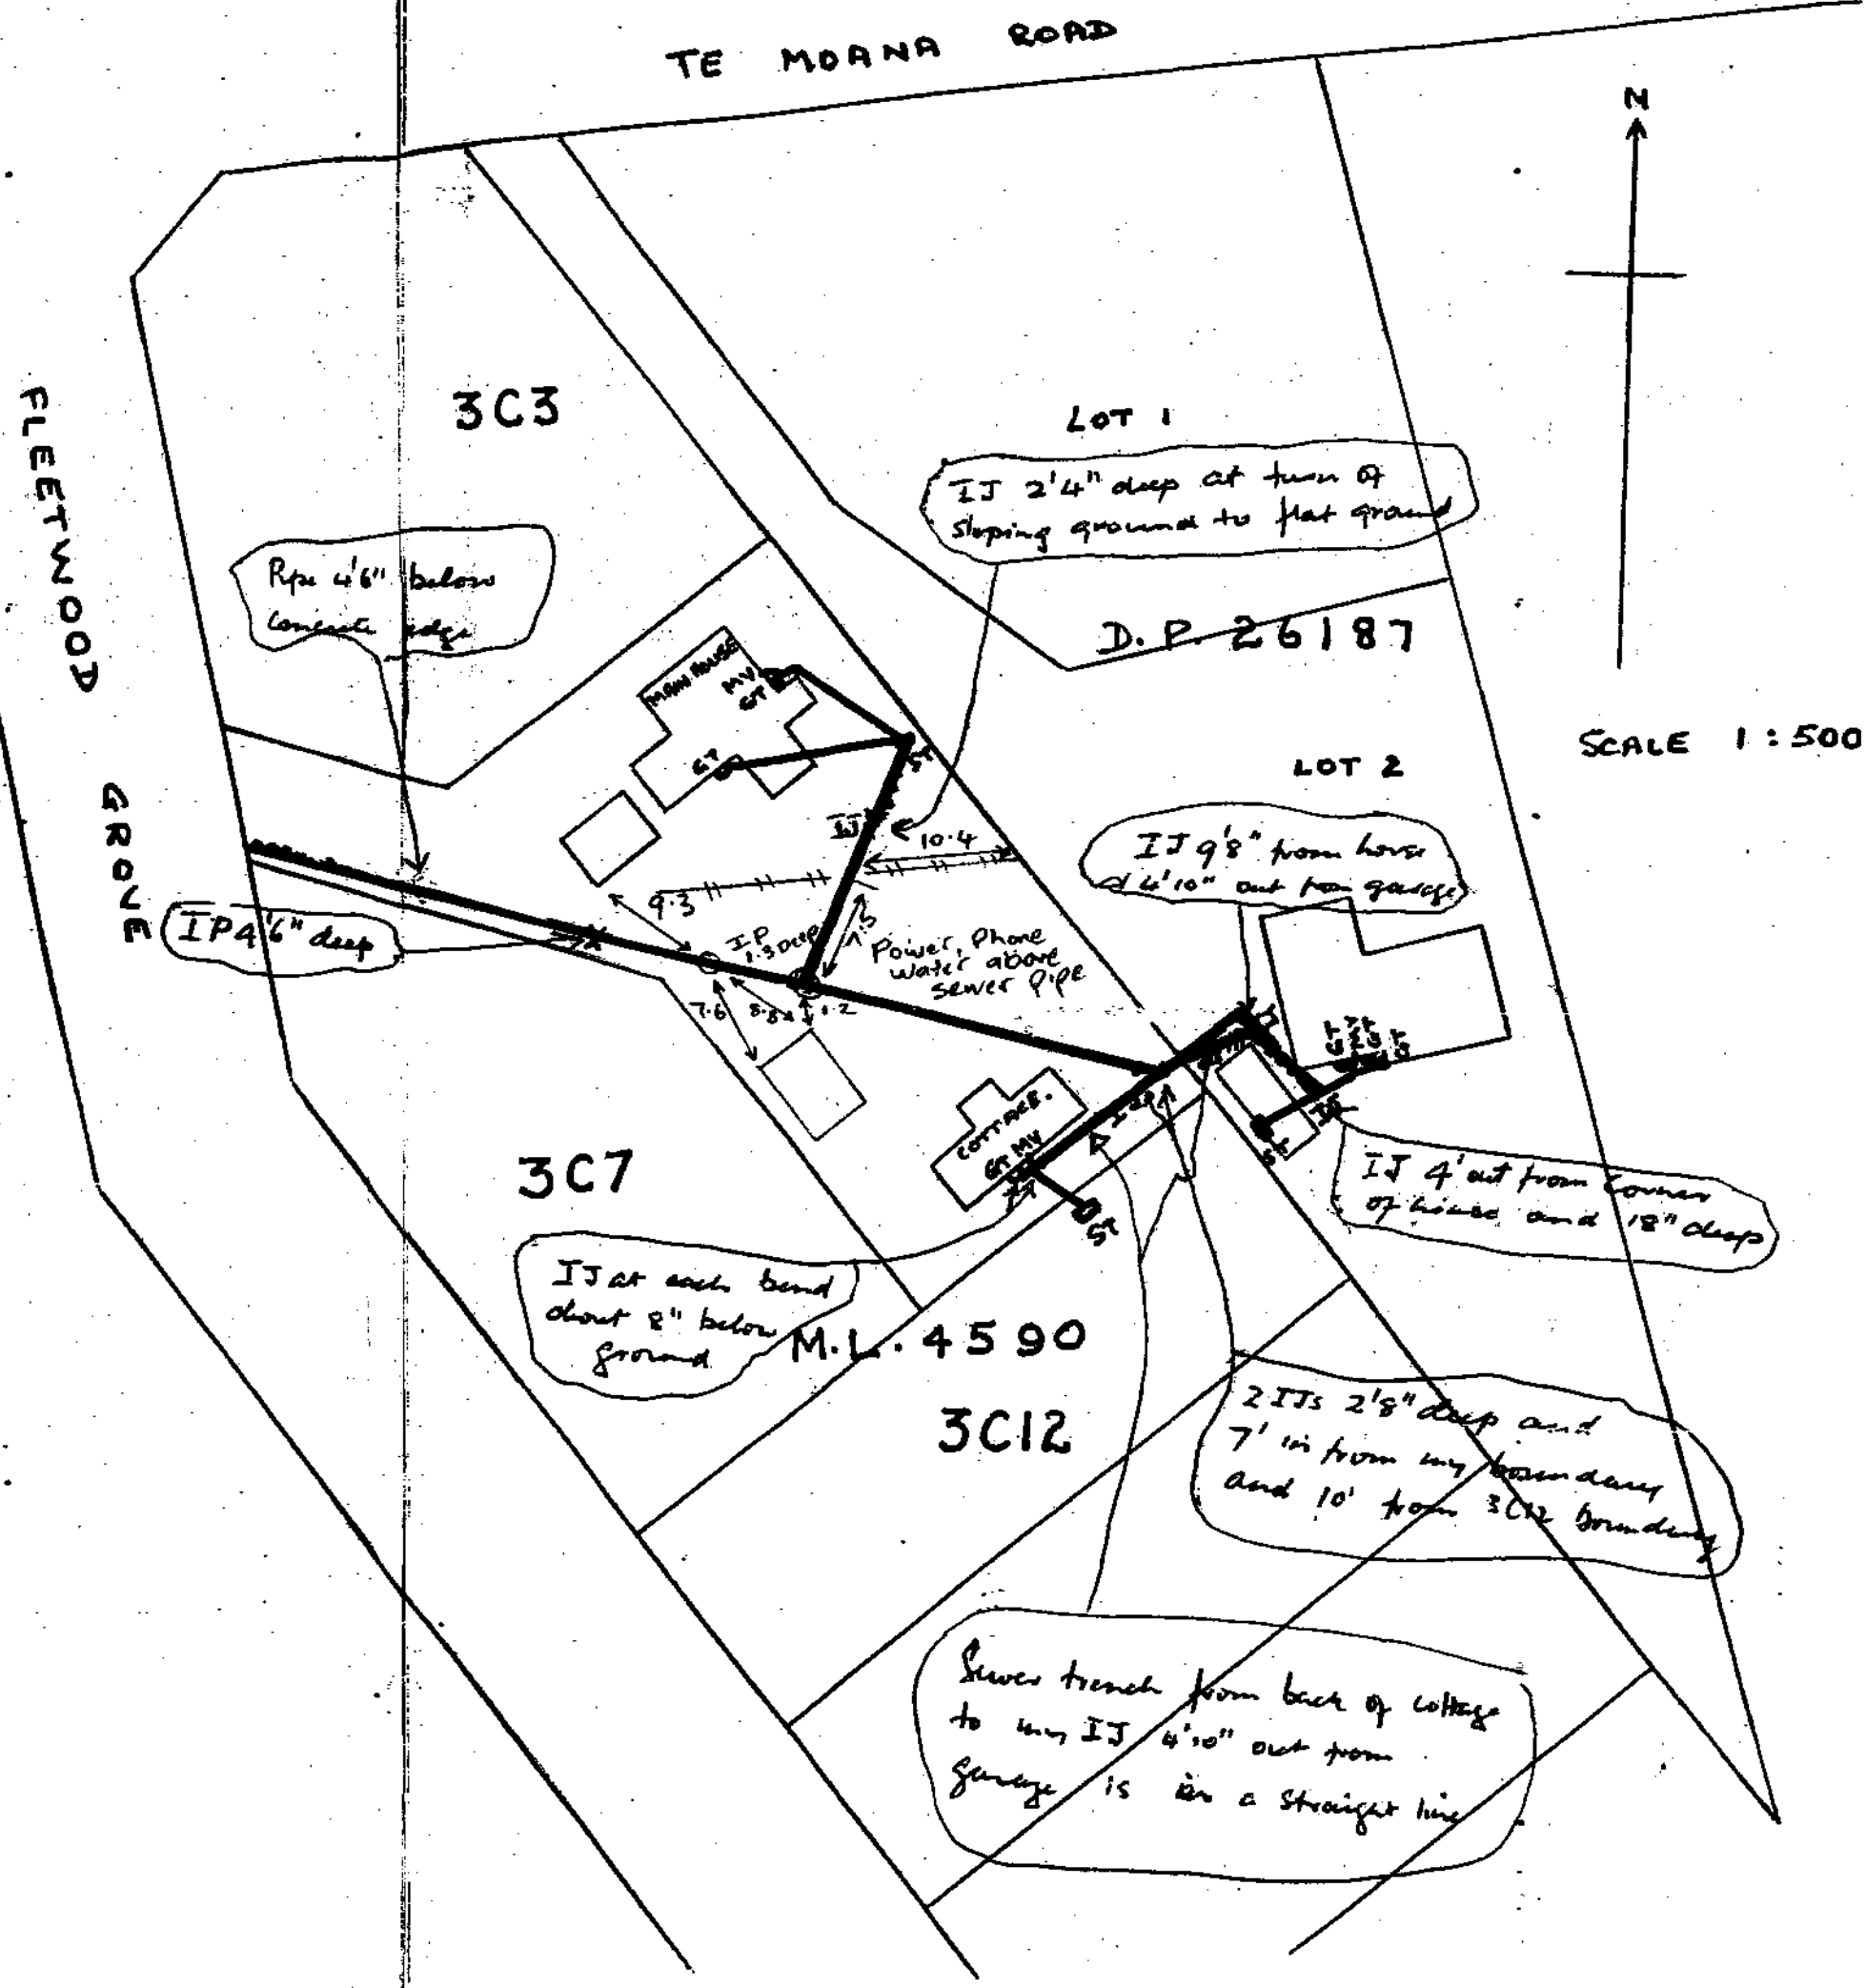 TE MOANA ROAD
N
3C3
LOT 1
FLEETWOOD
GROVE
IJ 2'4" deep at turn of
sloping ground to flat ground
Pipe 4'6" below
concrete edge
D.P. 26187
MAIN HOUSE
MV
GT
GT
ST
SCALE 1:500
LOT 2
IJ
10.4
IJ 9'8" from house
& 4'10" out from garage
9.3
IP 4'6" deep
IP
1.3 Deep
Power, Phone
Water above
Sewer Pipe
7.6
8.8
1.2
COTTAGE.
GT MV
ST
ST
3C7
IJ 4' out from corner
of house and 18" deep
IJ at each bend
about 8" below
ground
M.L. 4590
3C12
2 IJs 2'8" deep and
7' in from my boundary
and 10' from 3C12 boundary
Sewer trench from back of cottage
to my IJ 4'10" out from
garage is in a straight line